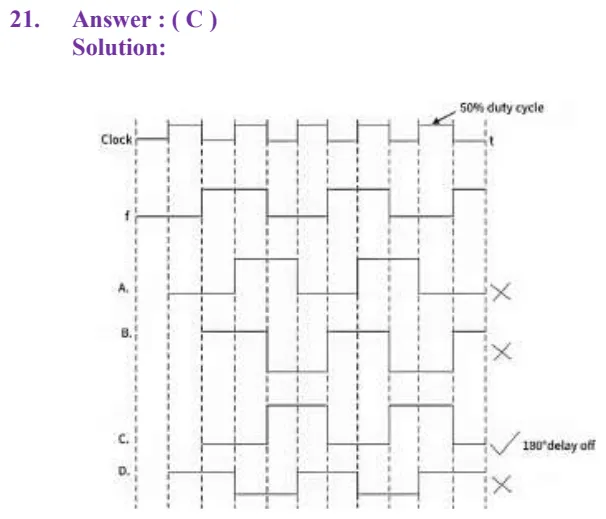 21. Answer : ( C )
Solution:
50% duty cycle
Clock
t
f
A.
B.
C.
180°delay off
D.